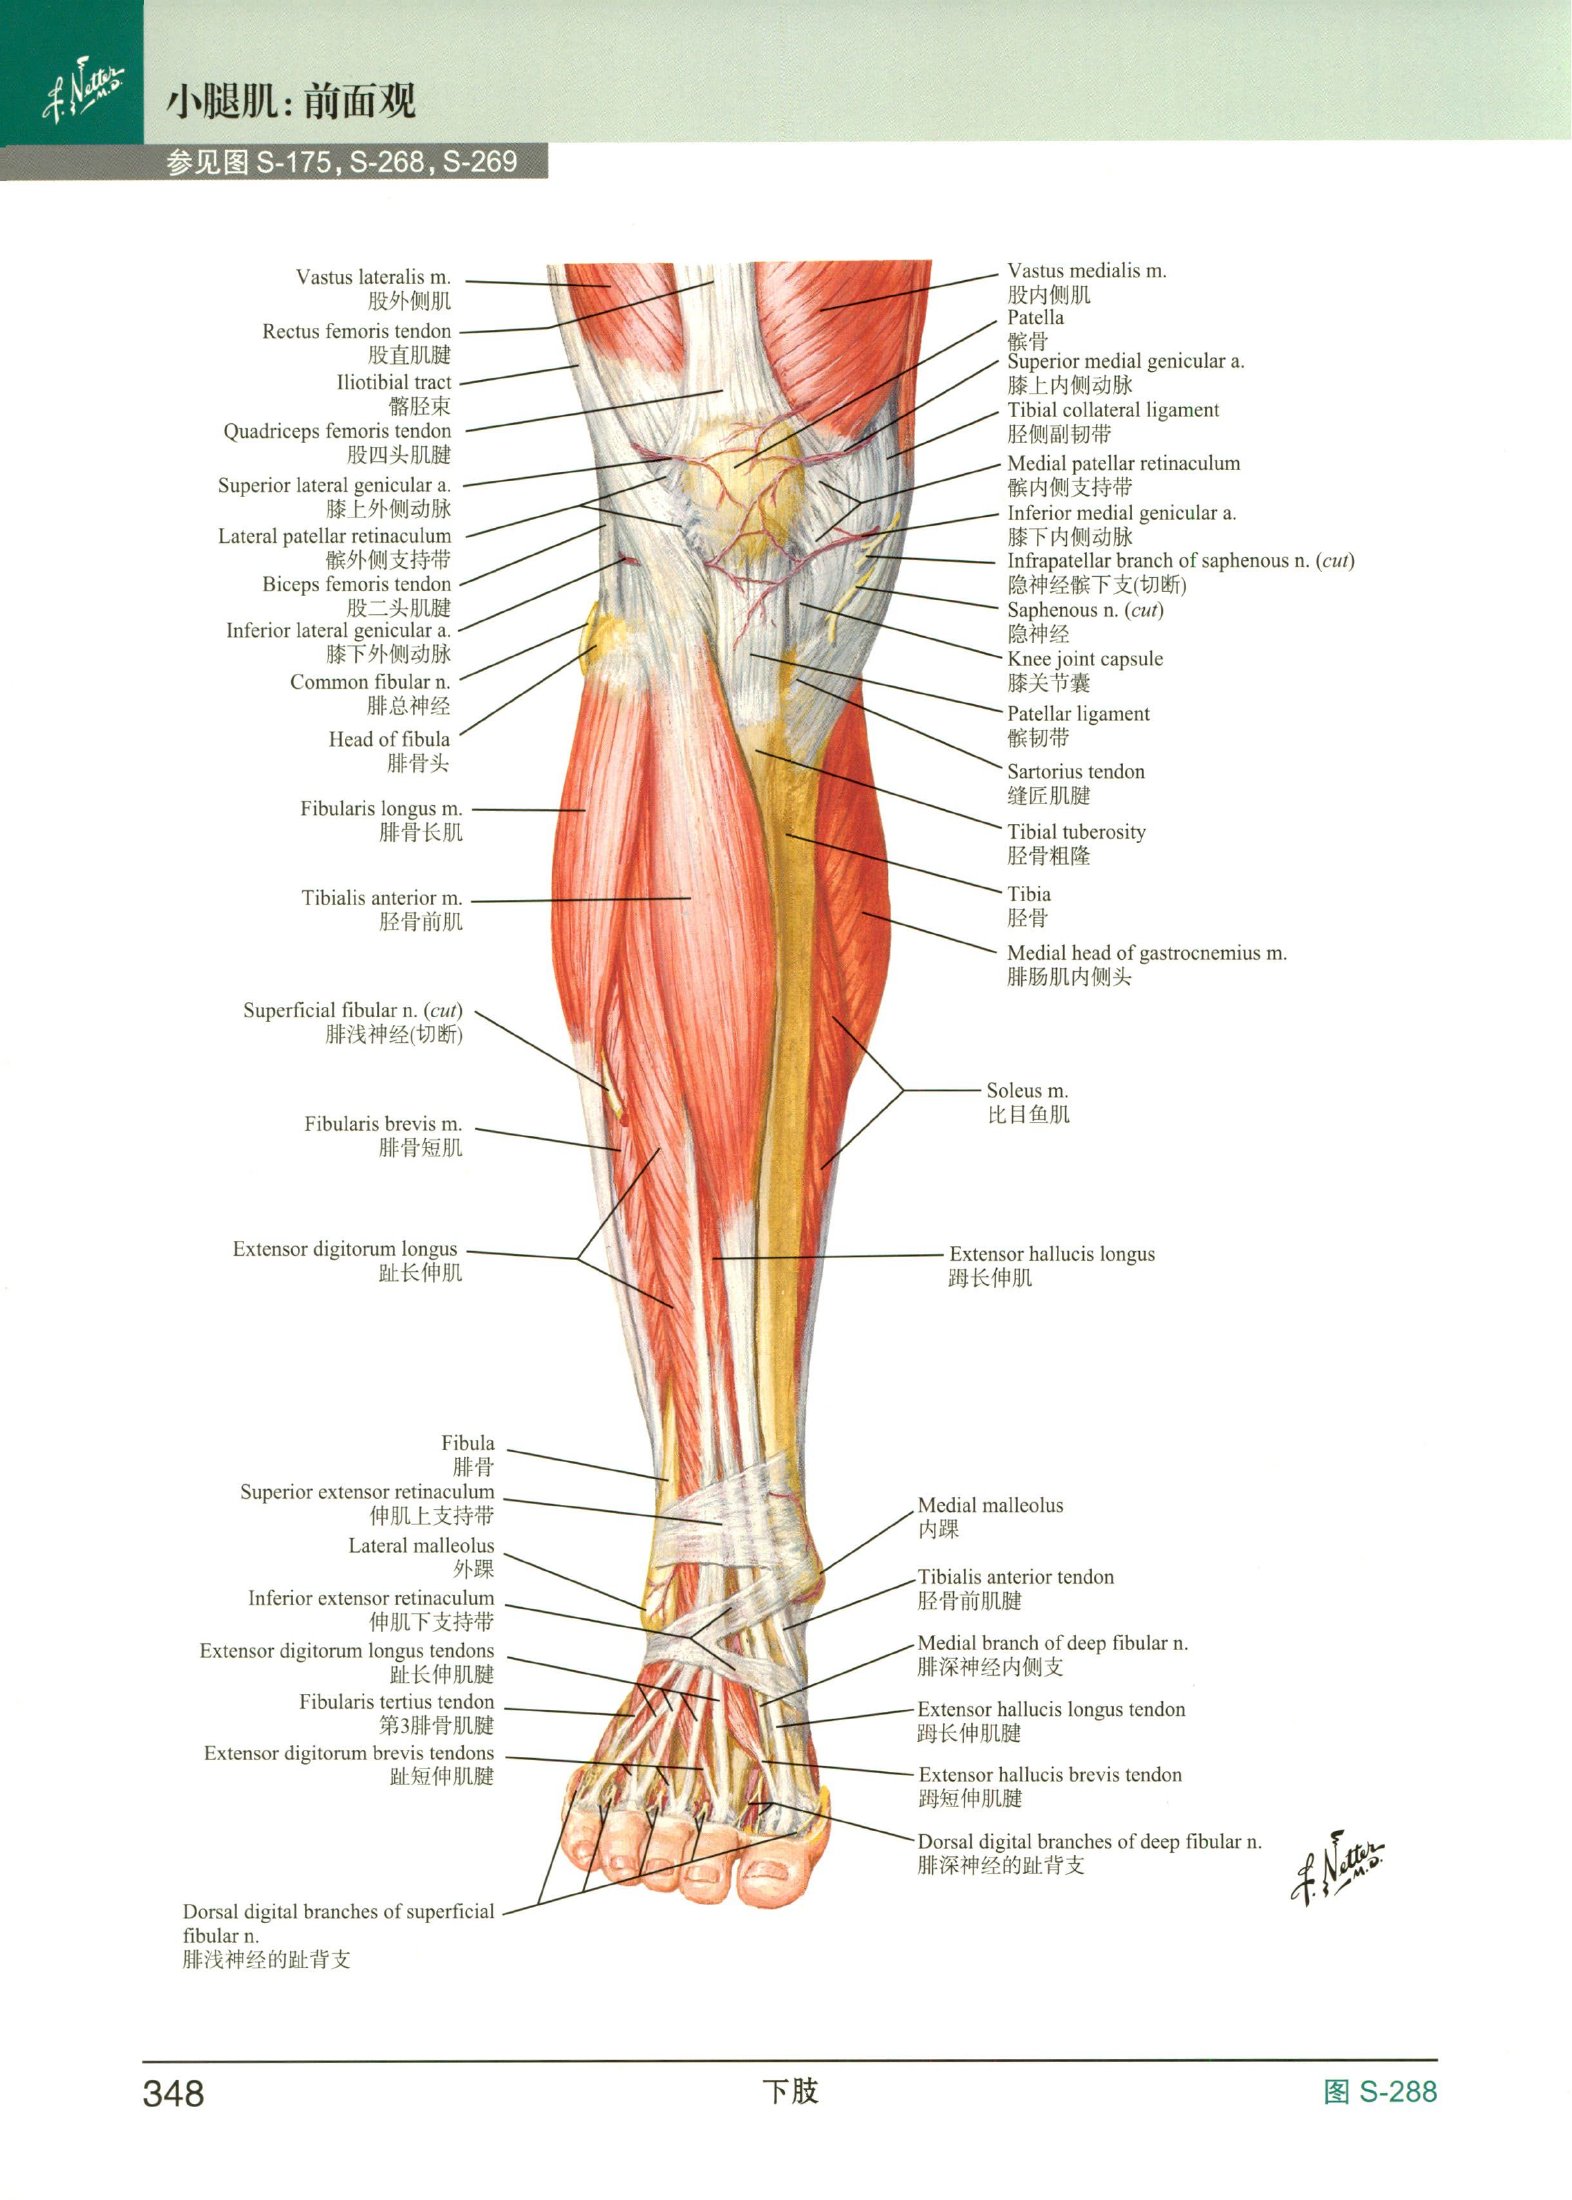 F. Netter M.D.
小腿肌：前面观
参见图 S-175, S-268, S-269
Vastus lateralis m.
股外侧肌
Rectus femoris tendon
股直肌腱
Iliotibial tract
髂胫束
Quadriceps femoris tendon
股四头肌腱
Superior lateral genicular a.
膝上外侧动脉
Lateral patellar retinaculum
髌外侧支持带
Biceps femoris tendon
股二头肌腱
Inferior lateral genicular a.
膝下外侧动脉
Common fibular n.
腓总神经
Head of fibula
腓骨头
Fibularis longus m.
腓骨长肌
Tibialis anterior m.
胫骨前肌
Superficial fibular n. (cut)
腓浅神经(切断)
Fibularis brevis m.
腓骨短肌
Extensor digitorum longus
趾长伸肌
Fibula
腓骨
Superior extensor retinaculum
伸肌上支持带
Lateral malleolus
外踝
Inferior extensor retinaculum
伸肌下支持带
Extensor digitorum longus tendons
趾长伸肌腱
Fibularis tertius tendon
第3腓骨肌腱
Extensor digitorum brevis tendons
趾短伸肌腱
Dorsal digital branches of superficial
fibular n.
腓浅神经的趾背支
Vastus medialis m.
股内侧肌
Patella
髌骨
Superior medial genicular a.
膝上内侧动脉
Tibial collateral ligament
胫侧副韧带
Medial patellar retinaculum
髌内侧支持带
Inferior medial genicular a.
膝下内侧动脉
Infrapatellar branch of saphenous n. (cut)
隐神经髌下支(切断)
Saphenous n. (cut)
隐神经
Knee joint capsule
膝关节囊
Patellar ligament
髌韧带
Sartorius tendon
缝匠肌腱
Tibial tuberosity
胫骨粗隆
Tibia
胫骨
Medial head of gastrocnemius m.
腓肠肌内侧头
Soleus m.
比目鱼肌
Extensor hallucis longus
踇长伸肌
Medial malleolus
内踝
Tibialis anterior tendon
胫骨前肌腱
Medial branch of deep fibular n.
腓深神经内侧支
Extensor hallucis longus tendon
踇长伸肌腱
Extensor hallucis brevis tendon
踇短伸肌腱
Dorsal digital branches of deep fibular n.
腓深神经的趾背支
F. Netter M.D.
348
下肢
图 S-288